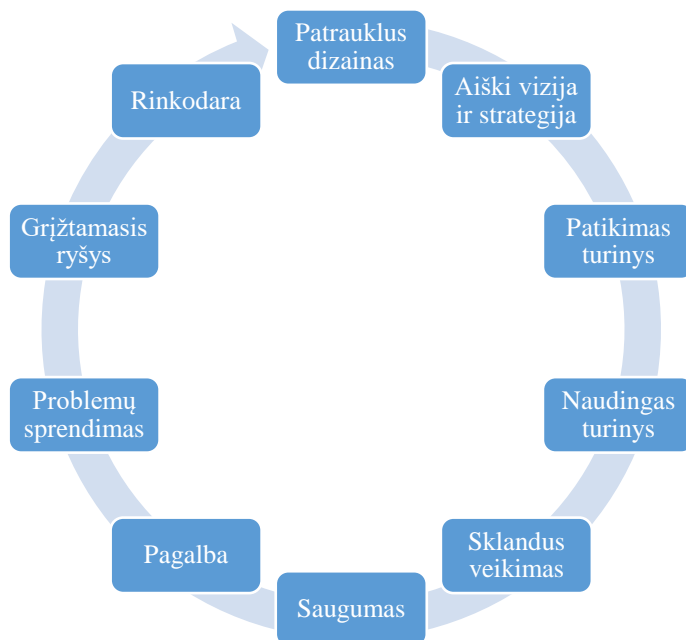 Patrauklus
dizainas
Aiški vizija
ir strategija
Patikimas
turinys
Naudingas
turinys
Sklandus
veikimas
Saugumas
Pagalba
Problemų
sprendimas
Grįžtamasis
ryšys
Rinkodara